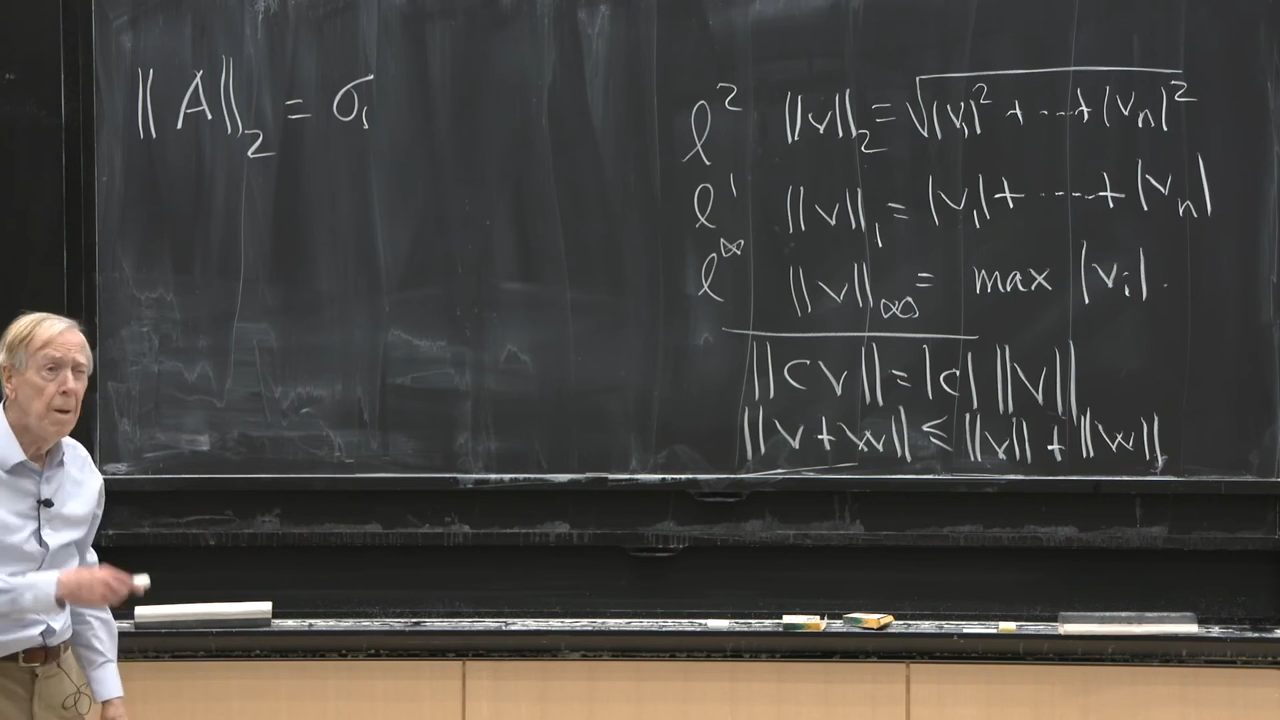 ||A||₂ = σ₁
ℓ² ||v||₂ = √|v₁|² + ··· + |vₙ|²
ℓ¹ ||v||₁ = |v₁| + ····· + |vₙ|
ℓ^∞ ||v||_∞ = max |vᵢ|.
||cv|| = |c| ||v||
||v + w|| ≤ ||v|| + ||w||